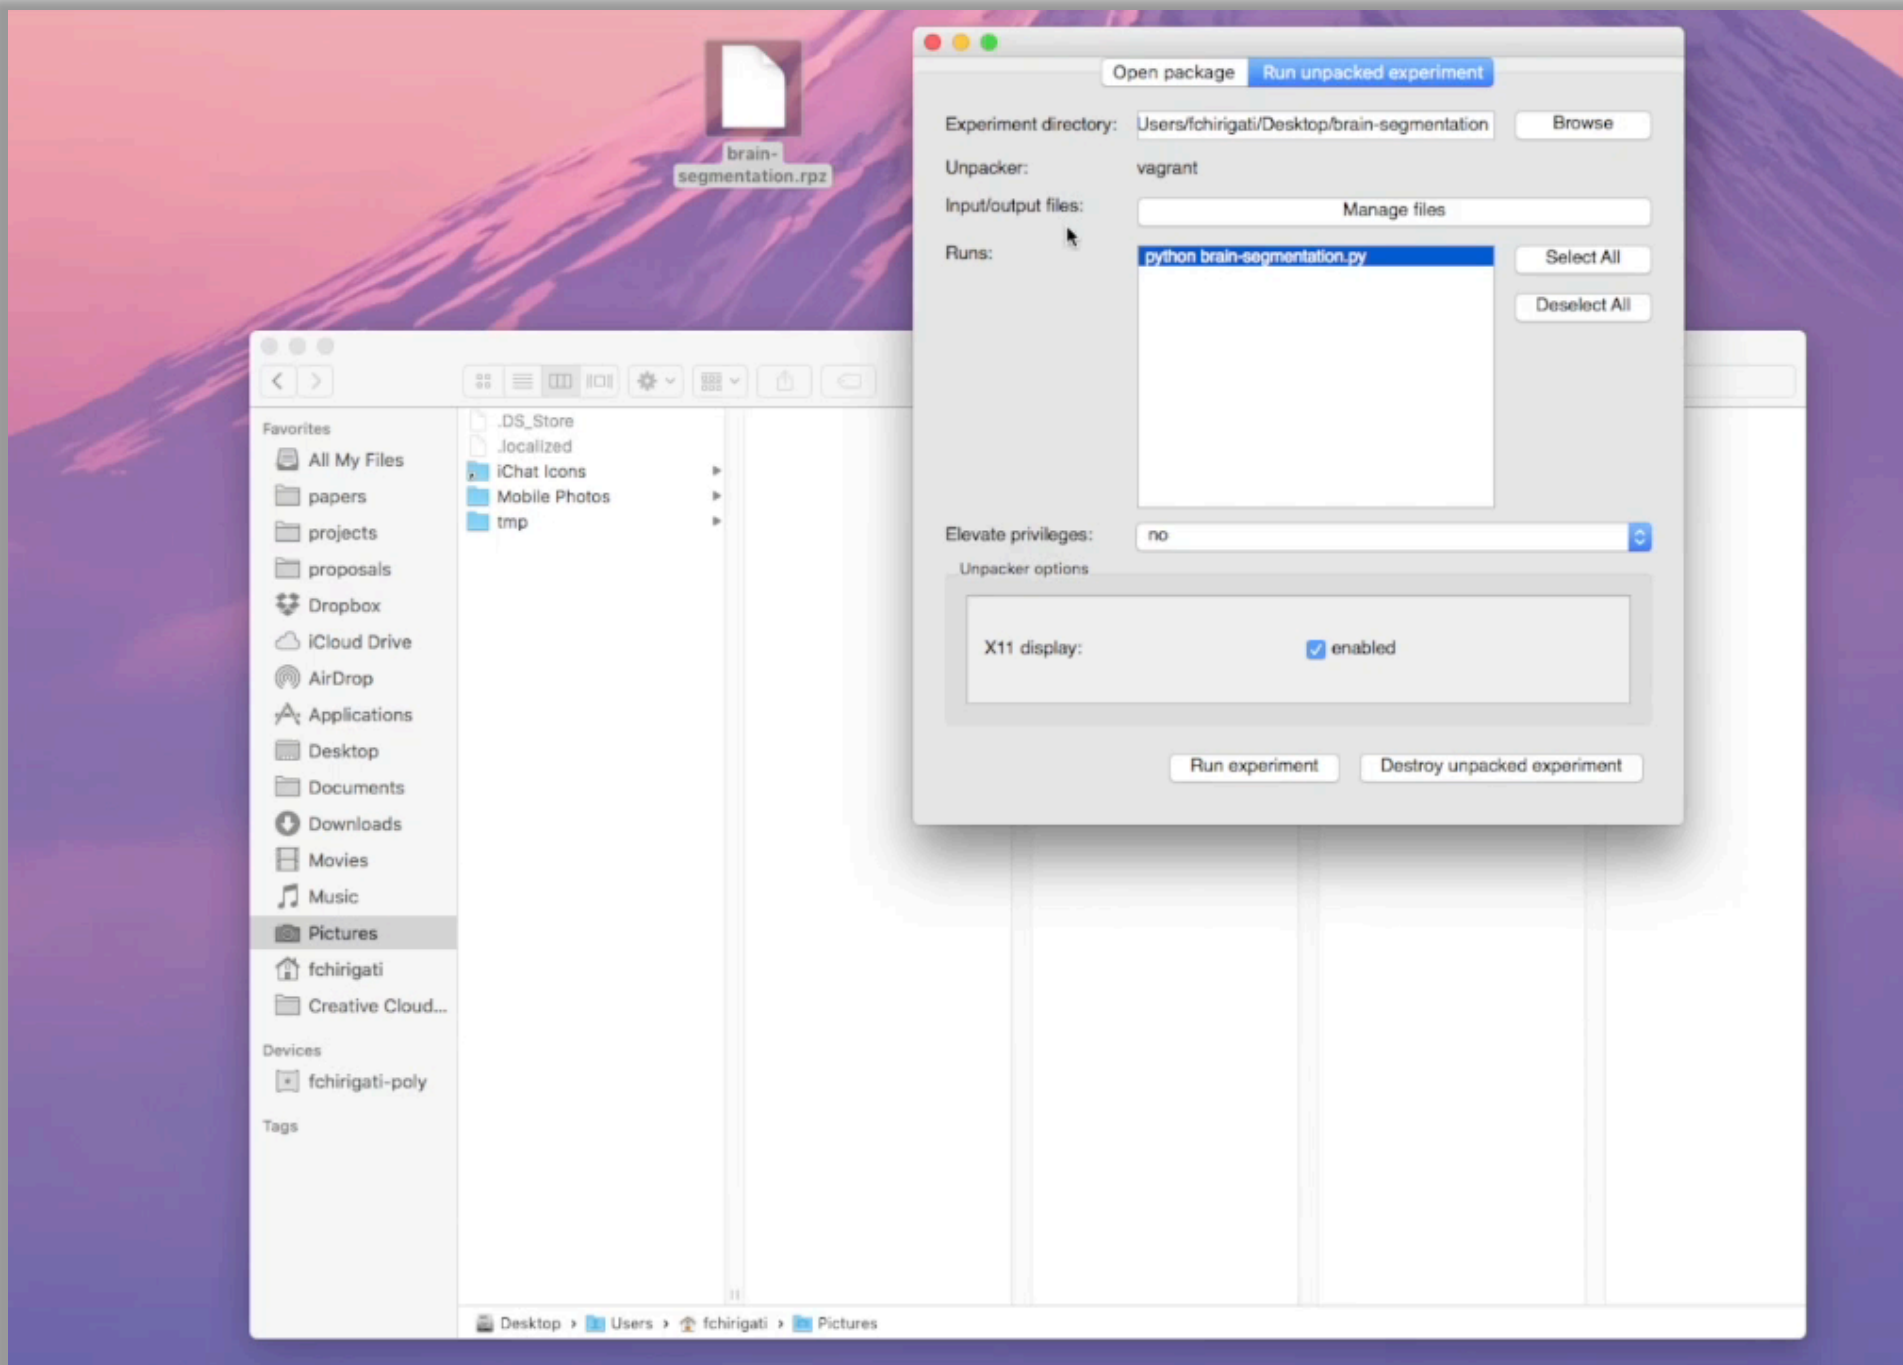 brain-
segmentation.rpz
Open package Run unpacked experiment
Experiment directory: Users/fchirigati/Desktop/brain-segmentation Browse
Unpacker: vagrant
Input/output files: Manage files
Runs: python brain-segmentation.py Select All
Deselect All
Elevate privileges: no
Unpacker options
X11 display: enabled
Run experiment Destroy unpacked experiment
Favorites
All My Files
papers
projects
proposals
Dropbox
iCloud Drive
AirDrop
Applications
Desktop
Documents
Downloads
Movies
Music
Pictures
fchirigati
Creative Cloud...
Devices
fchirigati-poly
Tags
.DS_Store
.localized
iChat Icons
Mobile Photos
tmp
Desktop › Users › fchirigati › Pictures